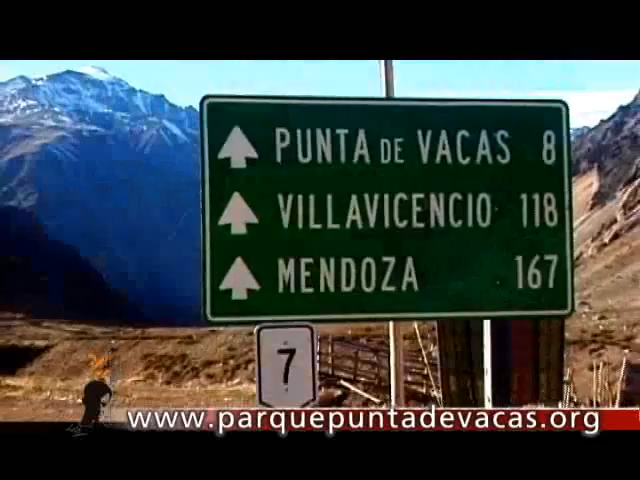 PUNTA DE VACAS 8
VILLAVICENCIO 118
MENDOZA 167
7
www.parquepuntadevacas.org